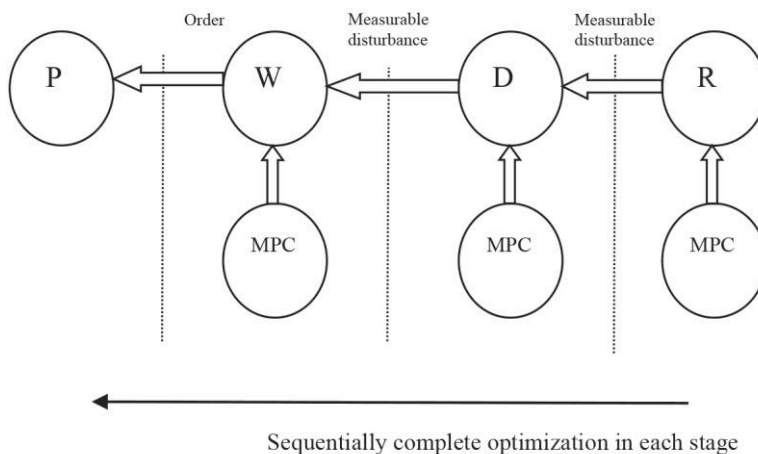 Order
Measurable
disturbance
Measurable
disturbance
P
W
D
R
MPC
MPC
MPC
Sequentially complete optimization in each stage